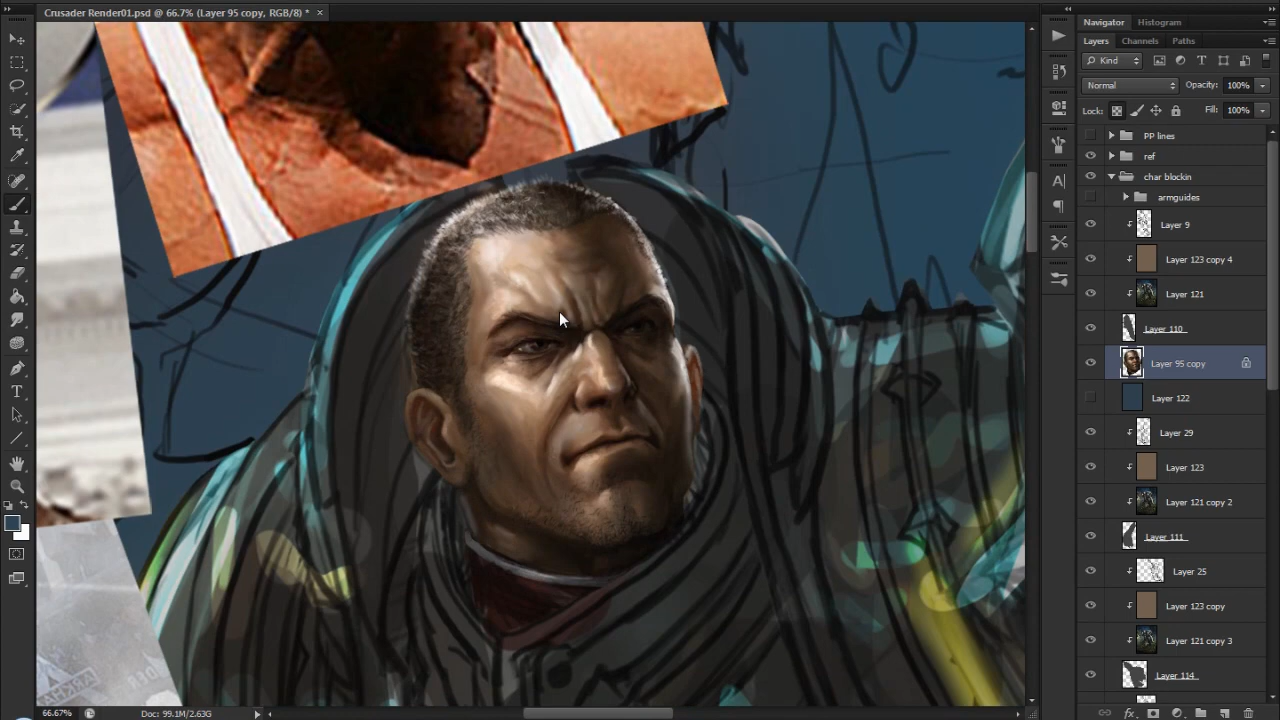 Crusader Render01.psd @ 66.7% (Layer 95 copy, RGB/8) * ×
Navigator Histogram
Layers Channels Paths
Kind T
Normal Opacity: 100%
Lock: Fill: 100%
PP lines
ref
char blockin
armguides
Layer 9
Layer 123 copy 4
Layer 121
Layer 110
Layer 95 copy
Layer 122
Layer 29
Layer 123
Layer 121 copy 2
Layer 111
Layer 25
Layer 123 copy
Layer 121 copy 3
Layer 114
fx
A
T
66.67% Doc: 99.1M/2.63G